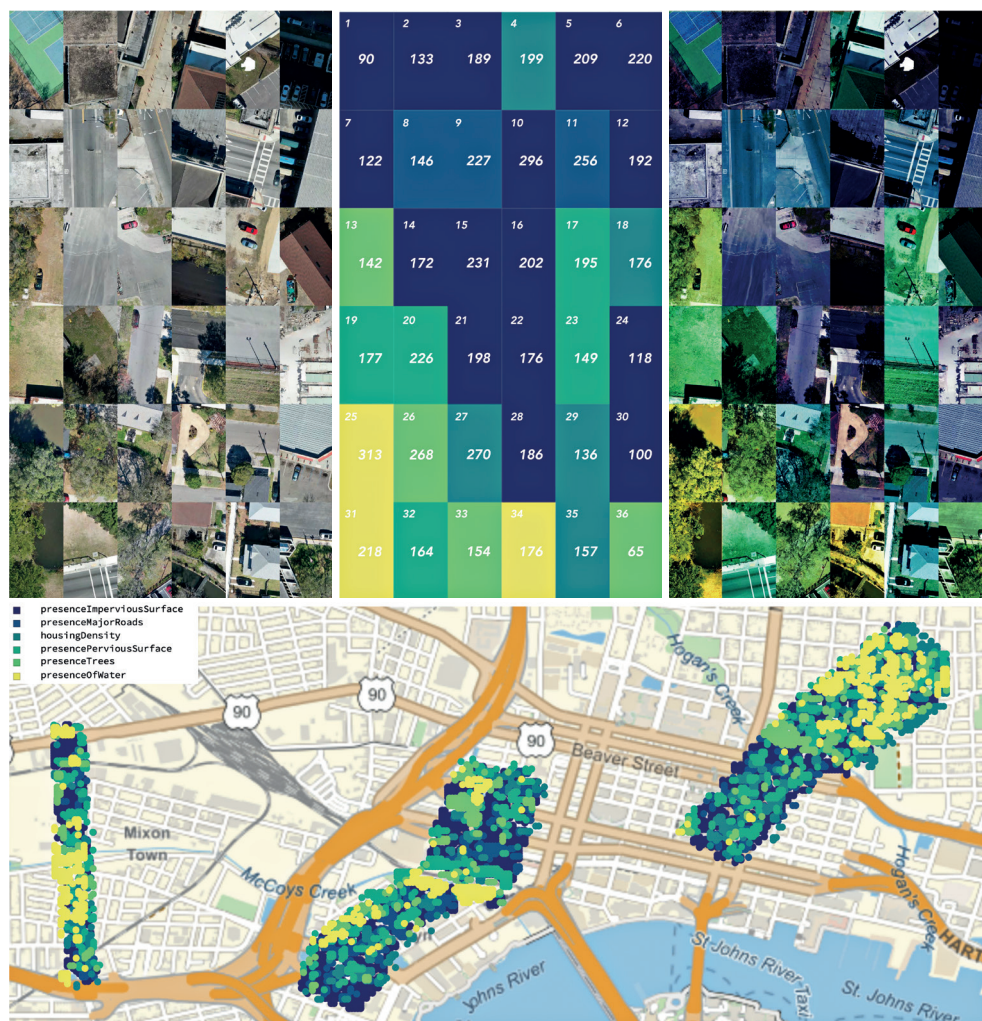 1 2 3 4 5 6
90 133 189 199 209 220
7 8 9 10 11 12
122 146 227 296 256 192
13 14 15 16 17 18
142 172 231 202 195 176
19 20 21 22 23 24
177 226 198 176 149 118
25 26 27 28 29 30
313 268 270 186 136 100
31 32 33 34 35 36
218 164 154 176 157 65
presenceImperviousSurface
presenceMajorRoads
housingDensity
presencePerviousSurface
presenceTrees
presenceOfWater
Hogan's Creek
90
90
90
Beaver Street
Mixon
Town
McCoys Creek
Hogan's Creek
HART
St Johns River Taxi
Johns River
St. Johns River